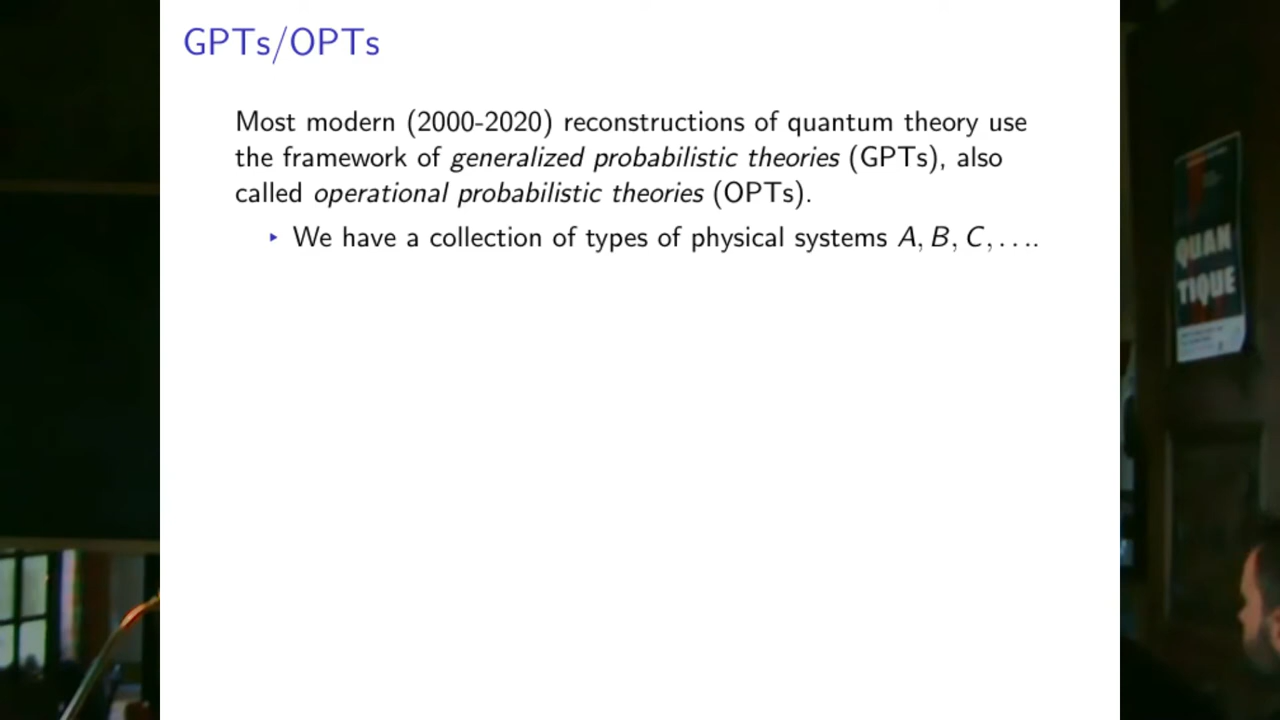 GPTs/OPTs
Most modern (2000-2020) reconstructions of quantum theory use
the framework of generalized probabilistic theories (GPTs), also
called operational probabilistic theories (OPTs).
▸ We have a collection of types of physical systems A, B, C, . . . .
QUAN
TIQUE